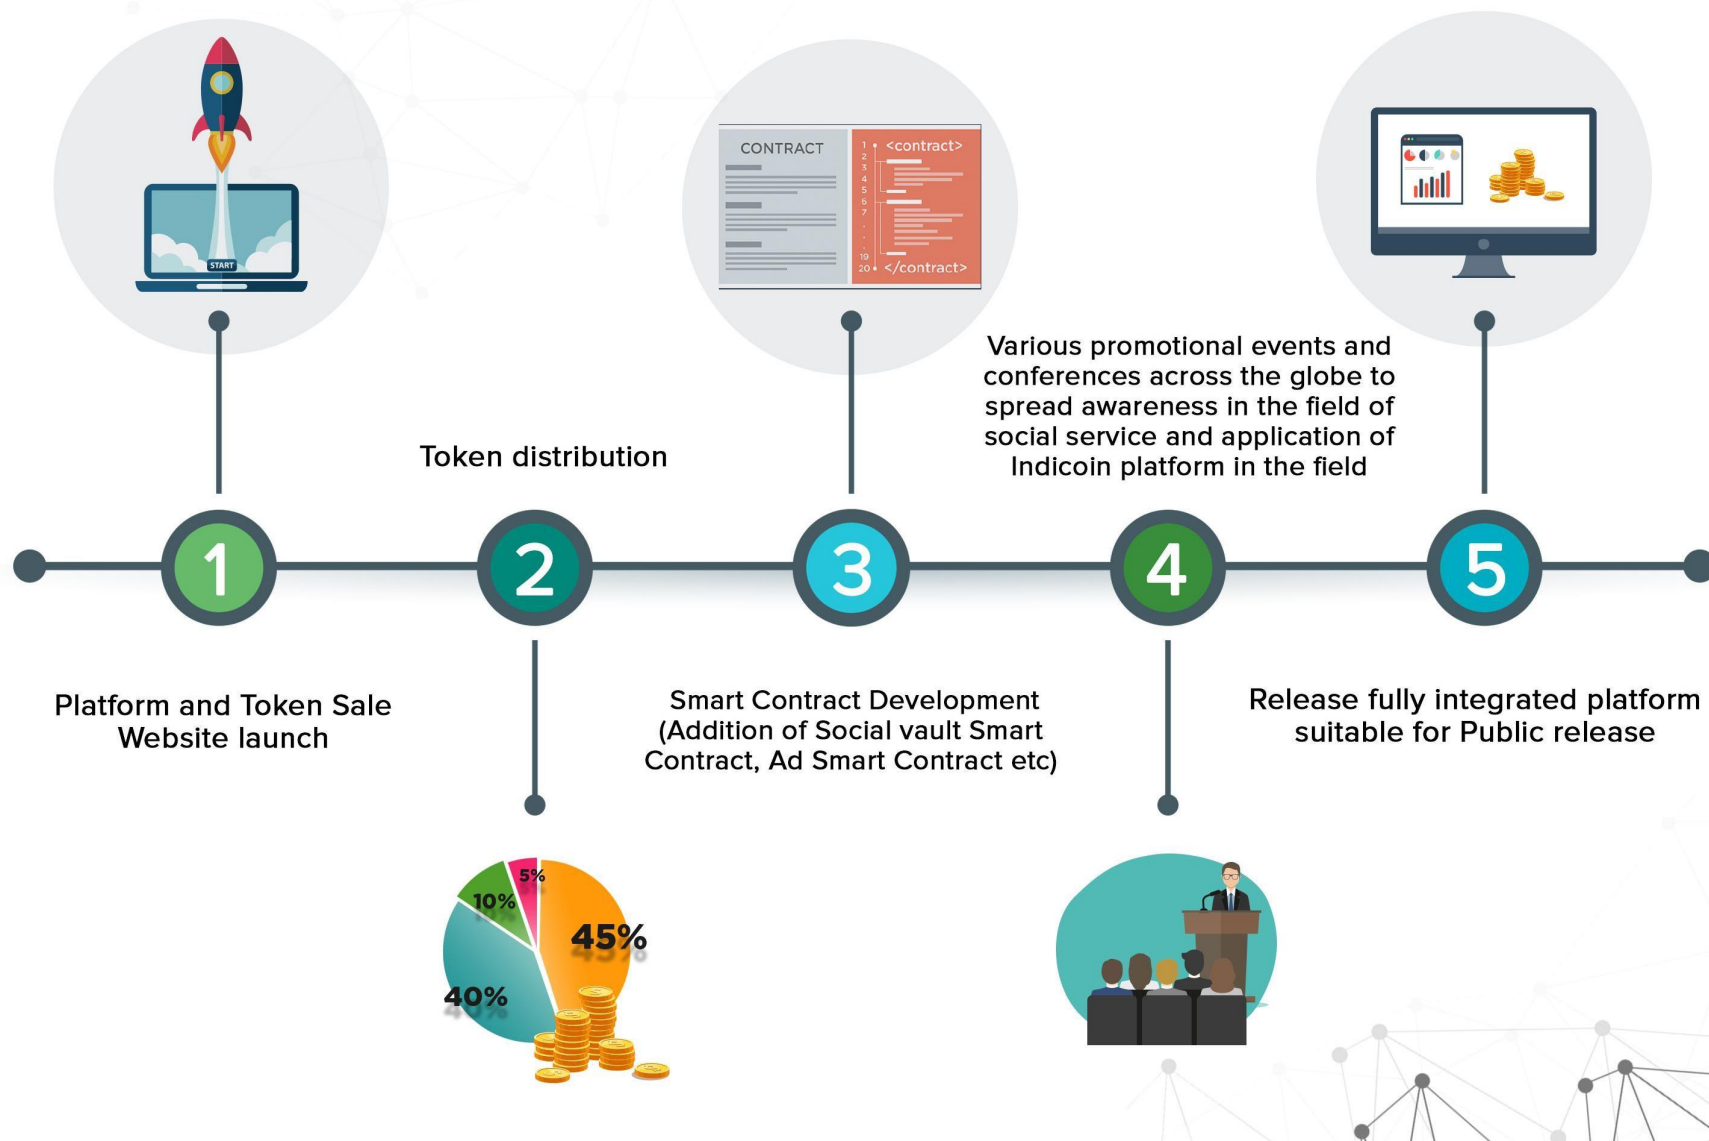 START
CONTRACT
1
2
3
4
5
6
7
.
.
.
19
20
<contract>
</contract>
Various promotional events and
conferences across the globe to
spread awareness in the field of
social service and application of
Indicoin platform in the field
Token distribution
1
2
3
4
5
Platform and Token Sale
Website launch
Smart Contract Development
(Addition of Social vault Smart
Contract, Ad Smart Contract etc)
Release fully integrated platform
suitable for Public release
5%
10%
45%
40%